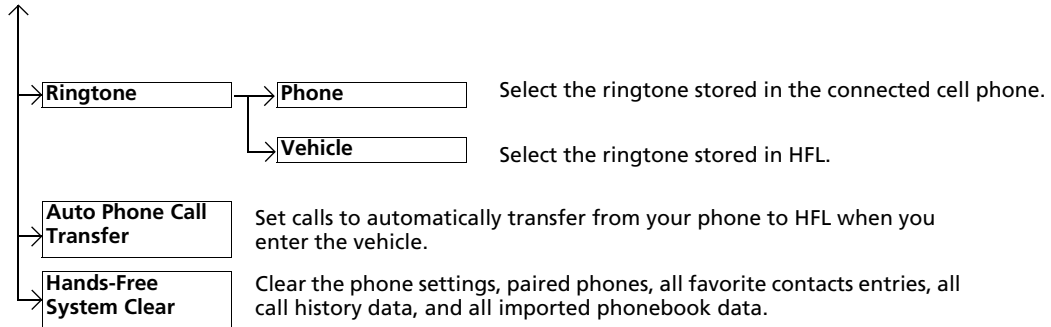 Ringtone
Phone
Select the ringtone stored in the connected cell phone.
Vehicle
Select the ringtone stored in HFL.
Auto Phone Call
Transfer
Set calls to automatically transfer from your phone to HFL when you
enter the vehicle.
Hands-Free
System Clear
Clear the phone settings, paired phones, all favorite contacts entries, all
call history data, and all imported phonebook data.